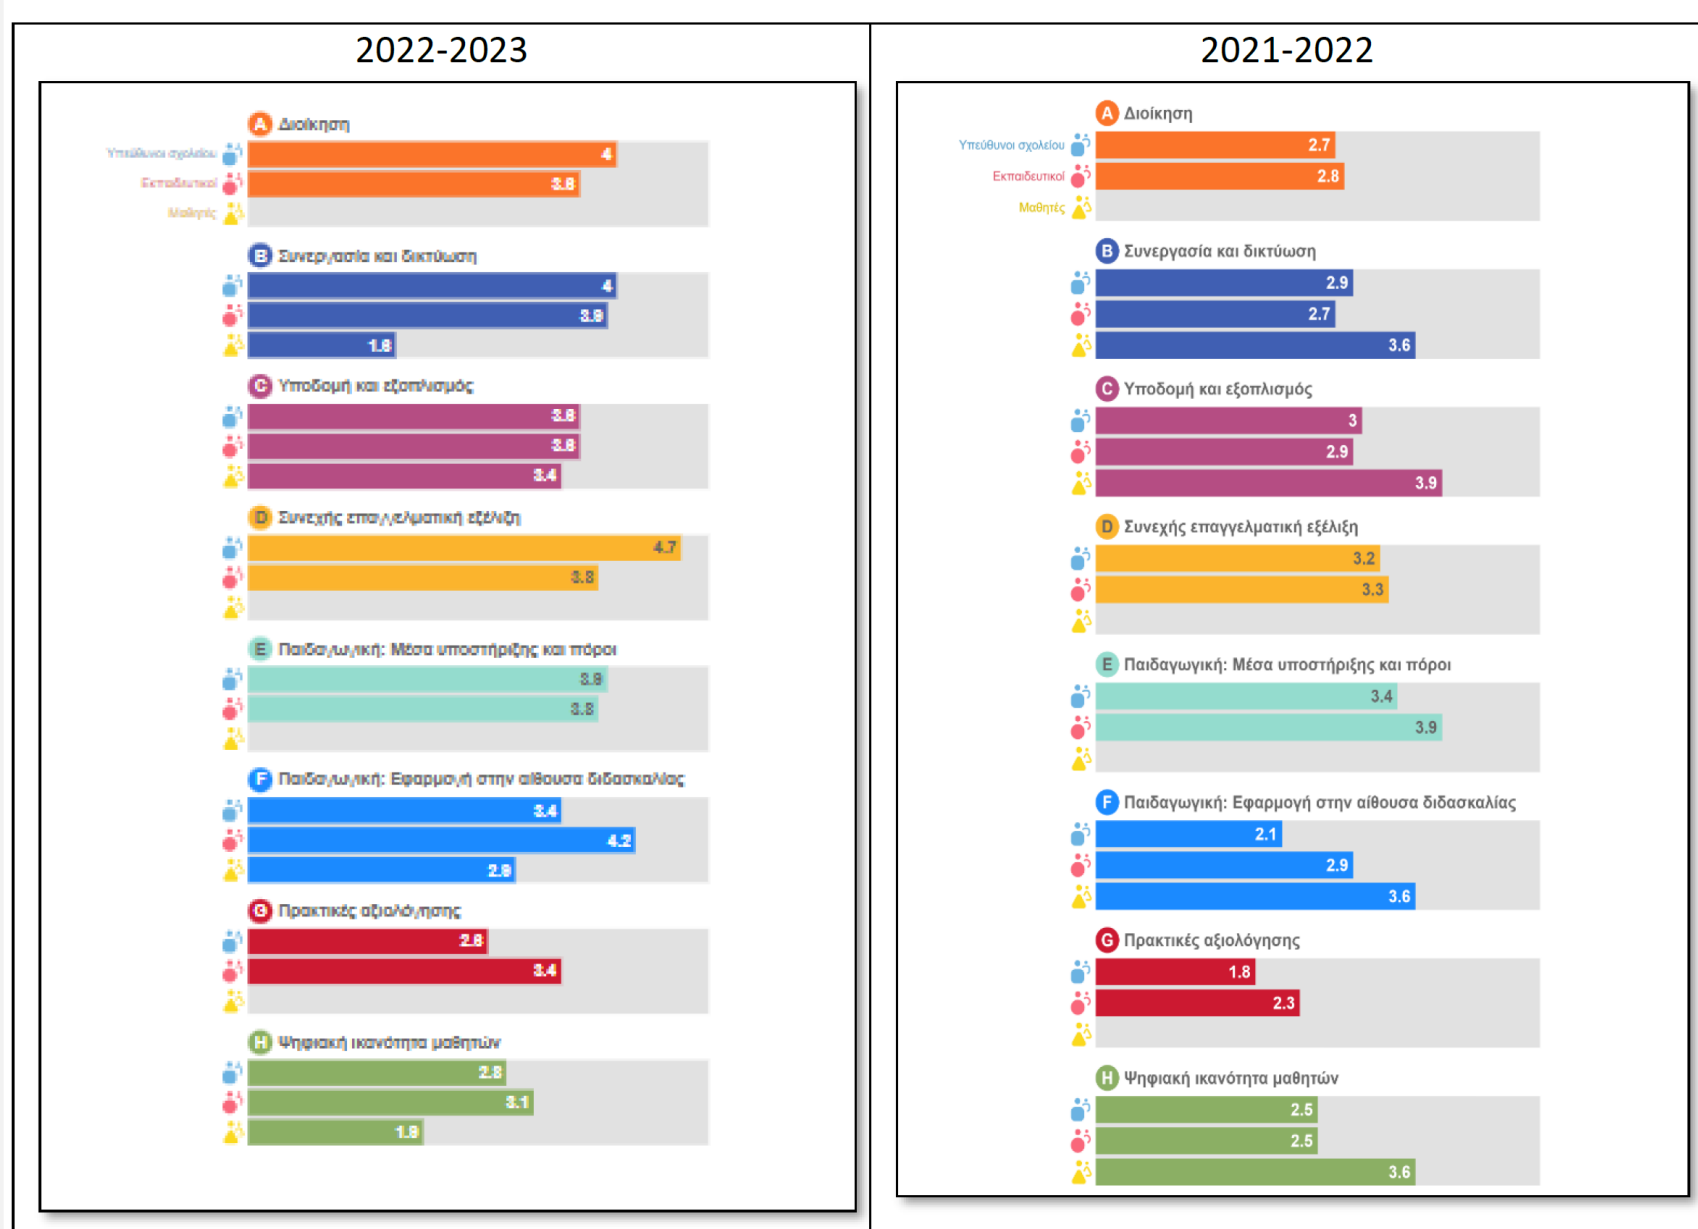 2022-2023
A Διοίκηση
Υπεύθυνοι σχολείου 4
Εκπαιδευτικοί 3.6
Μαθητές
B Συνεργασία και δικτύωση
4
3.9
1.6
C Υποδομή και εξοπλισμός
3.6
3.6
3.4
D Συνεχής επαγγελματική εξέλιξη
4.7
3.8
E Παιδαγωγική: Μέσα υποστήριξης και πόροι
3.9
3.8
F Παιδαγωγική: Εφαρμογή στην αίθουσα διδασκαλίας
3.4
4.2
2.9
G Πρακτικές αξιολόγησης
2.6
3.4
H Ψηφιακή ικανότητα μαθητών
2.8
3.1
1.9
2021-2022
A Διοίκηση
Υπεύθυνοι σχολείου 2.7
Εκπαιδευτικοί 2.8
Μαθητές
B Συνεργασία και δικτύωση
2.9
2.7
3.6
C Υποδομή και εξοπλισμός
3
2.9
3.9
D Συνεχής επαγγελματική εξέλιξη
3.2
3.3
E Παιδαγωγική: Μέσα υποστήριξης και πόροι
3.4
3.9
F Παιδαγωγική: Εφαρμογή στην αίθουσα διδασκαλίας
2.1
2.9
3.6
G Πρακτικές αξιολόγησης
1.8
2.3
H Ψηφιακή ικανότητα μαθητών
2.5
2.5
3.6